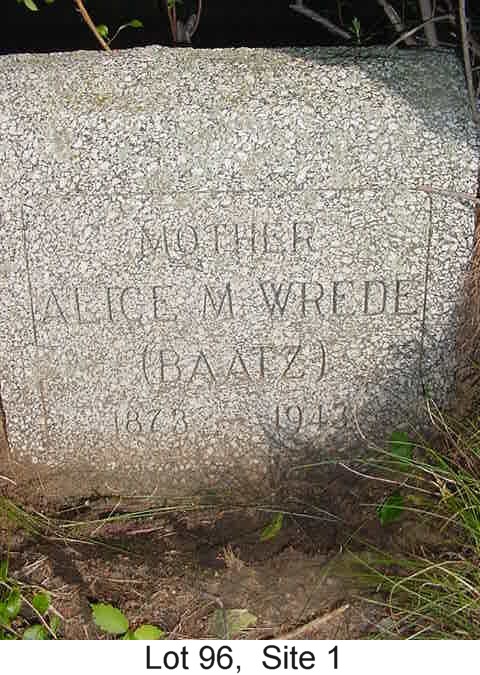 MOTHER
ALICE M. WREDE
(BAATZ)
1873 1943
Lot 96, Site 1